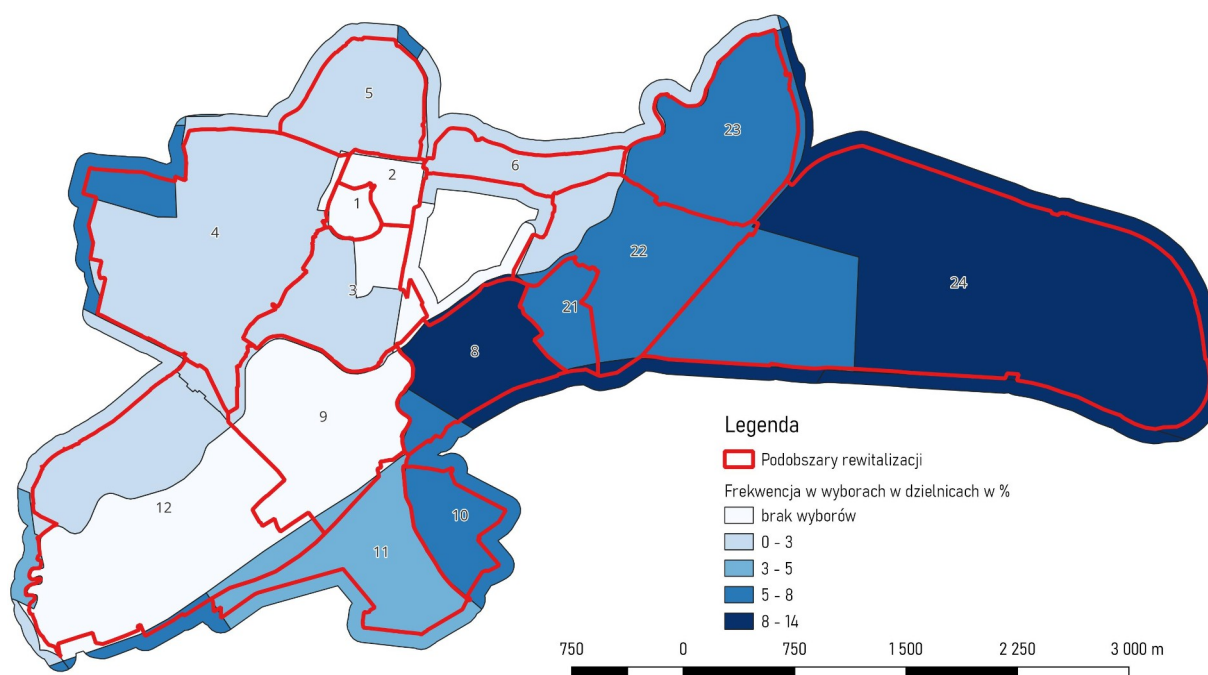 5
23
2
6
1
4
22
24
3
21
8
9
12
10
11
Legenda
Podobszary rewitalizacji
Frekwencja w wyborach w dzielnicach w %
brak wyborów
0 - 3
3 - 5
5 - 8
8 - 14
750 0 750 1 500 2 250 3 000 m